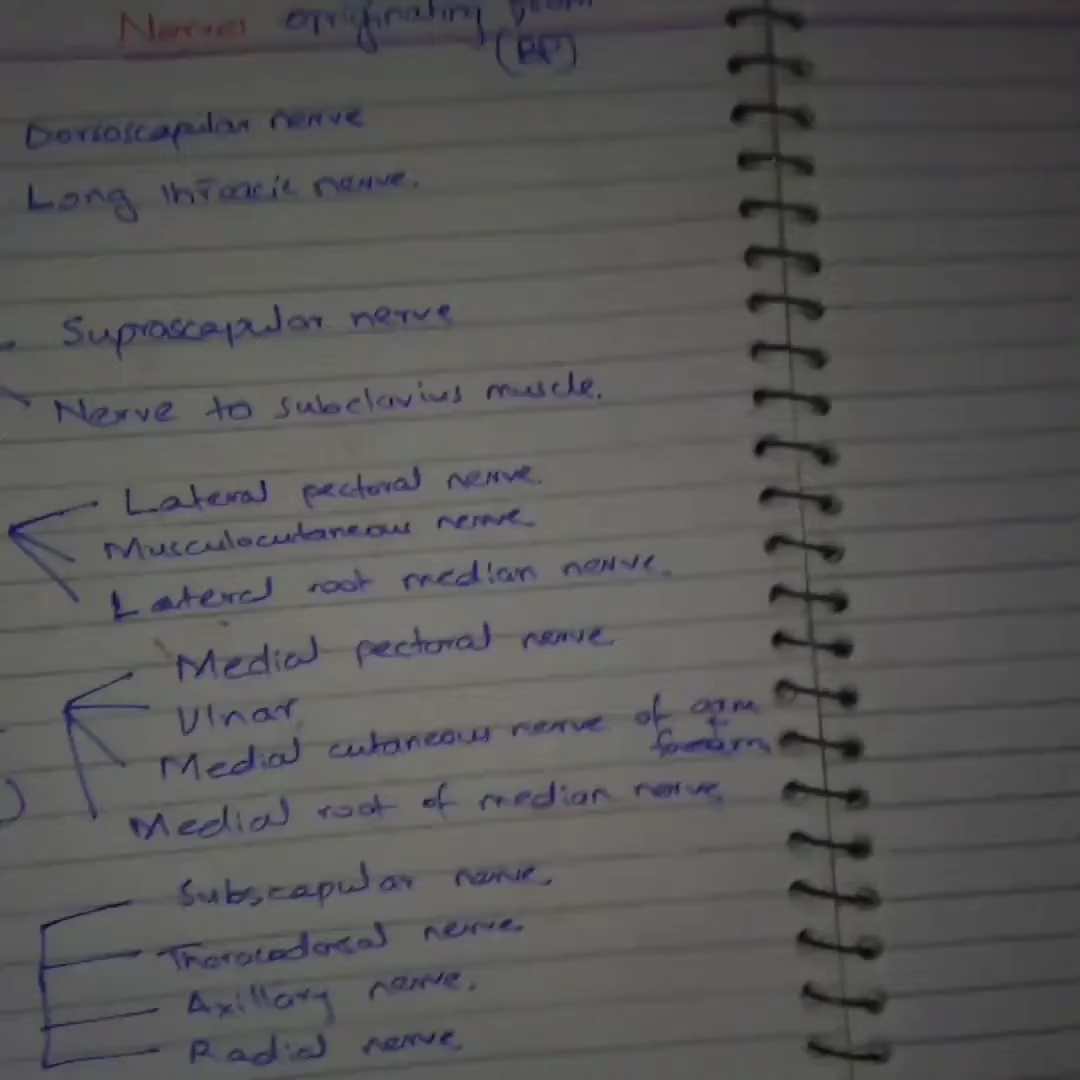 Nerves originating from
(BP)
Dorsoscapular nerve
Long thoracic nerve.
Suprascapular nerve
Nerve to subclavius muscle.
Lateral pectoral nerve.
Musculocutaneous nerve
Lateral root median nerve.
Medial pectoral nerve.
Ulnar
Medial cutaneous nerve of arm
+ forearm
Medial root of median nerve
Subscapular nerve.
Thoracodorsal nerve.
Axillary nerve.
Radial nerve